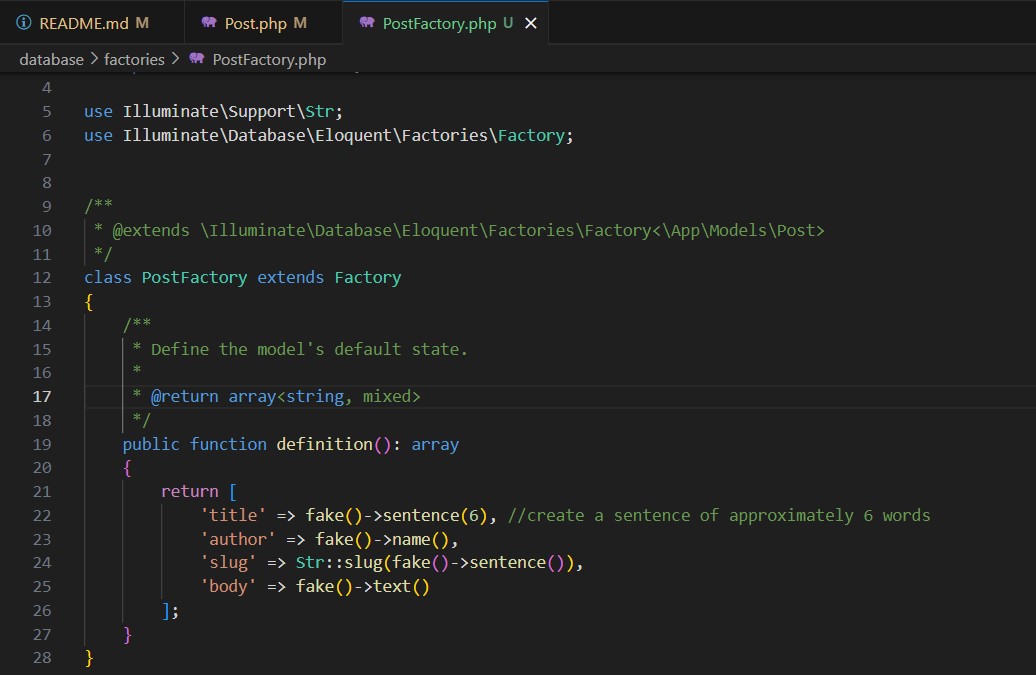 README.md M Post.php M PostFactory.php U
database > factories > PostFactory.php
4
5 use Illuminate\Support\Str;
6 use Illuminate\Database\Eloquent\Factories\Factory;
7
8
9 /**
10 * @extends \Illuminate\Database\Eloquent\Factories\Factory<\App\Models\Post>
11 */
12 class PostFactory extends Factory
13 {
14 /**
15 * Define the model's default state.
16 *
17 * @return array<string, mixed>
18 */
19 public function definition(): array
20 {
21 return [
22 'title' => fake()->sentence(6), //create a sentence of approximately 6 words
23 'author' => fake()->name(),
24 'slug' => Str::slug(fake()->sentence()),
25 'body' => fake()->text()
26 ];
27 }
28 }